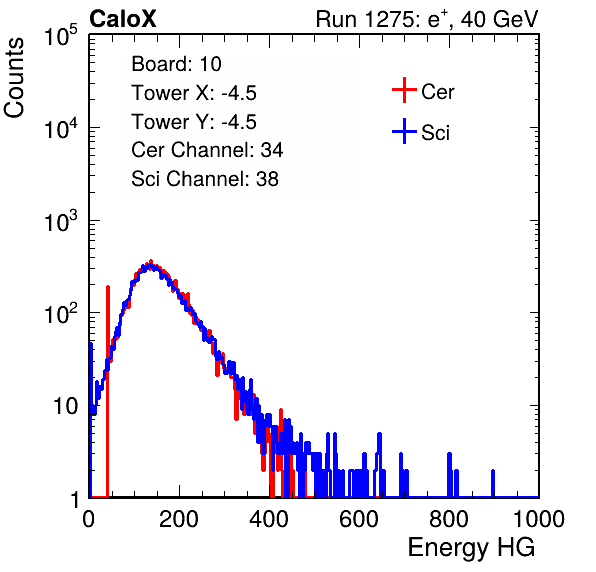 CaloX Run 1275: e⁺, 40 GeV
Counts
Board: 10
Tower X: -4.5
Tower Y: -4.5
Cer Channel: 34
Sci Channel: 38
Cer
Sci
10⁵
10⁴
10³
10²
10
1
0 200 400 600 800 1000
Energy HG